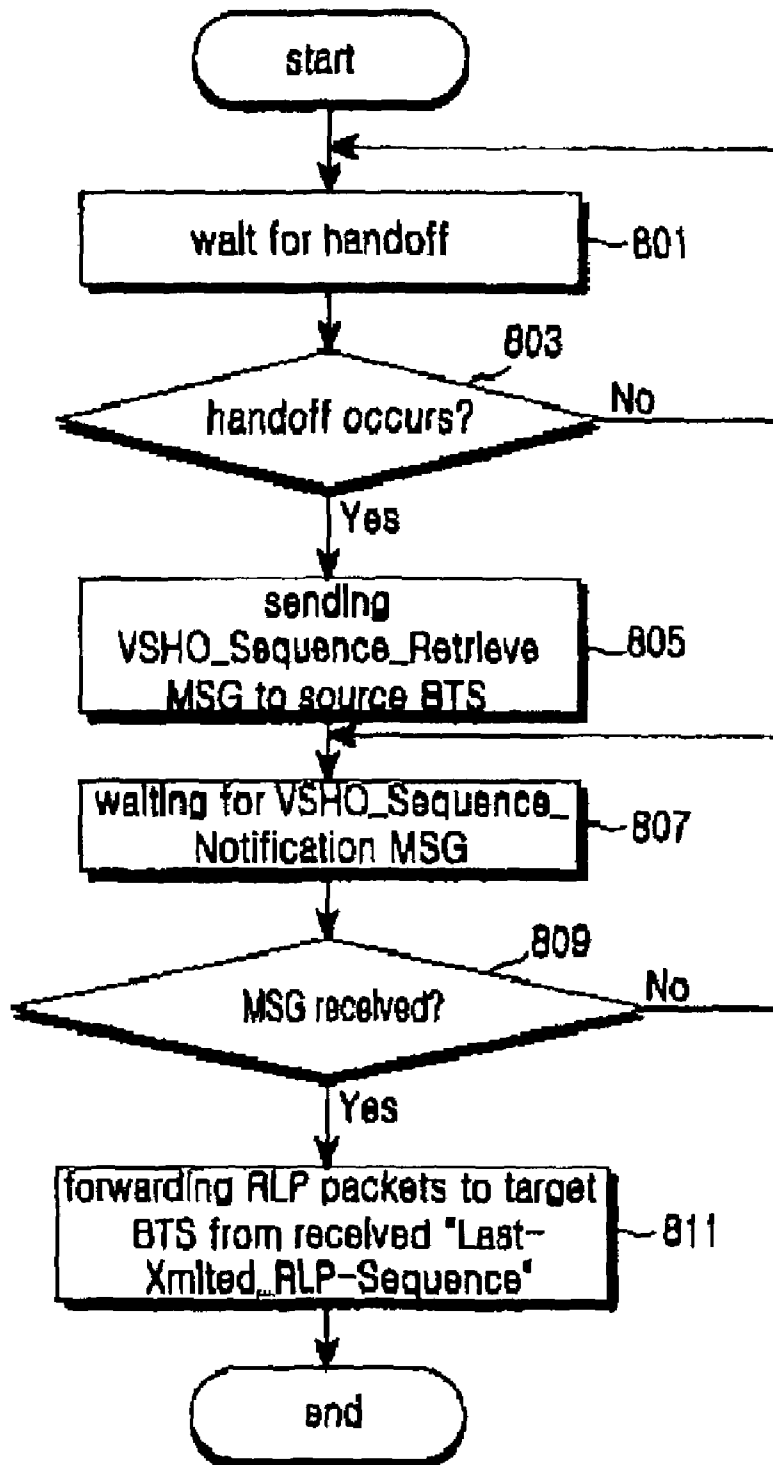 start
wait for handoff
801
803
handoff occurs?
No
Yes
sending
VSHO_Sequence_Retrieve
MSG to source BTS
805
waiting for VSHO_Sequence_
Notification MSG
807
809
MSG received?
No
Yes
forwarding RLP packets to target
BTS from received "Last-
Xmited_RLP-Sequence"
811
end